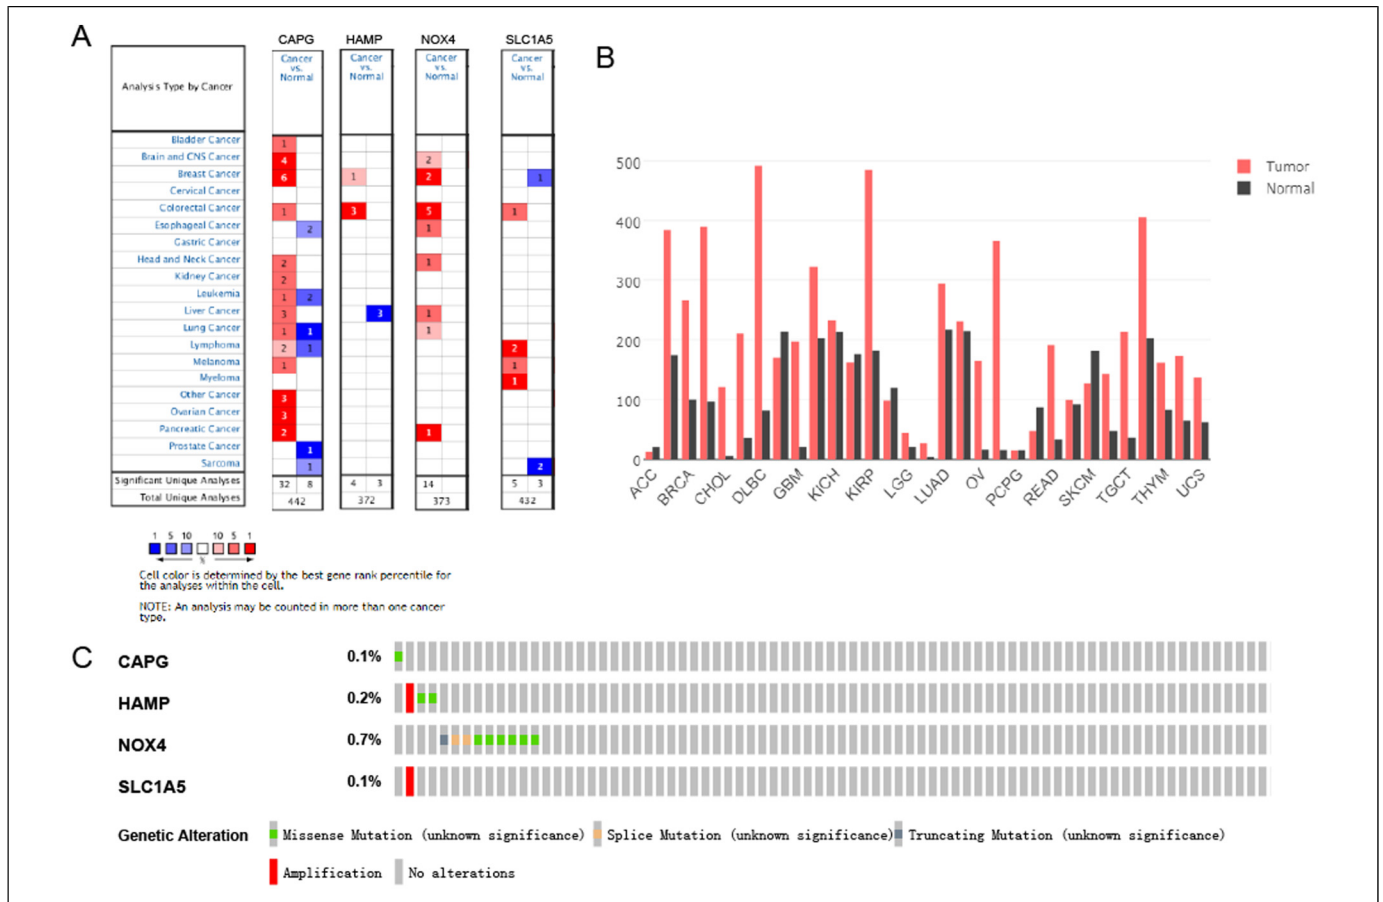 A
CAPG HAMP NOX4 SLC1A5
Analysis Type by Cancer
Cancer Cancer Cancer Cancer
vs. vs. vs. vs.
Normal Normal Normal Normal
Bladder Cancer 1
Brain and CNS Cancer 4 2
Breast Cancer 6 1 2 1
Cervical Cancer
Colorectal Cancer 1 3 5 1
Esophageal Cancer 2 1
Gastric Cancer
Head and Neck Cancer 2 1
Kidney Cancer 2
Leukemia 1 2
Liver Cancer 3 3 1
Lung Cancer 1 1 1
Lymphoma 2 1 2
Melanoma 1 1
Myeloma 1
Other Cancer 3
Ovarian Cancer 3
Pancreatic Cancer 2 1
Prostate Cancer 1
Sarcoma 1 2
Significant Unique Analyses 32 8 4 3 14 5 3
Total Unique Analyses 442 372 373 432
1 5 10 10 5 1
%
Cell color is determined by the best gene rank percentile for
the analyses within the cell.
NOTE: An analysis may be counted in more than one cancer
type.
B
500
400
300
200
100
0
ACC BRCA CHOL DLBC GBM KICH KIRP LGG LUAD OV PCPG READ SKCM TGCT THYM UCS
Tumor
Normal
C
CAPG 0.1%
HAMP 0.2%
NOX4 0.7%
SLC1A5 0.1%
Genetic Alteration Missense Mutation (unknown significance) Splice Mutation (unknown significance) Truncating Mutation (unknown significance)
Amplification No alterations